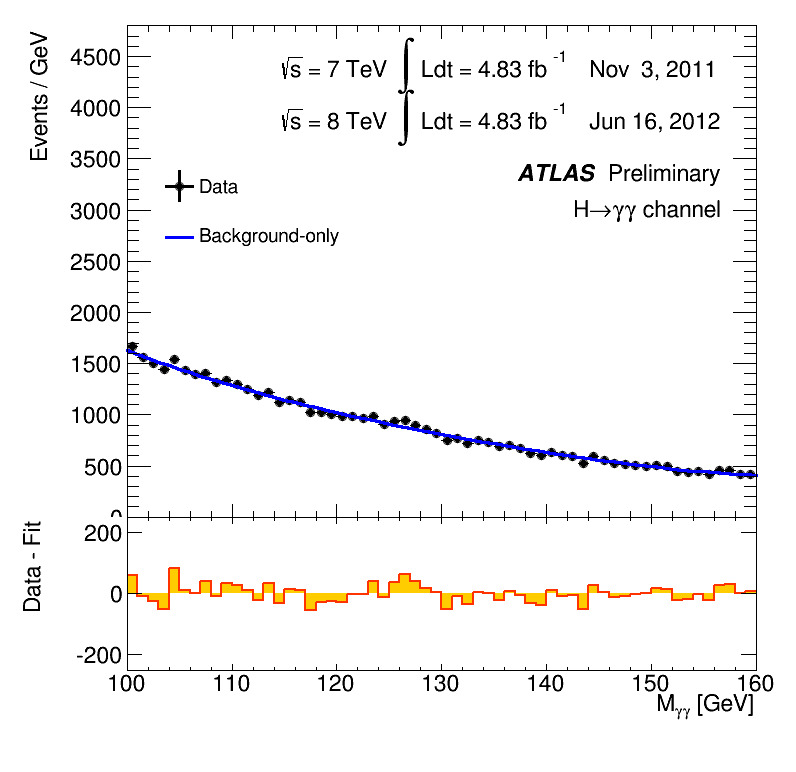 Events / GeV
4500
4000
3500
3000
2500
2000
1500
1000
500
0
√s = 7 TeV ∫ Ldt = 4.83 fb⁻¹ Nov 3, 2011
√s = 8 TeV ∫ Ldt = 4.83 fb⁻¹ Jun 16, 2012
ATLAS Preliminary
H→γγ channel
Data
Background-only
Data - Fit
200
0
-200
100 110 120 130 140 150 160
Mγγ [GeV]